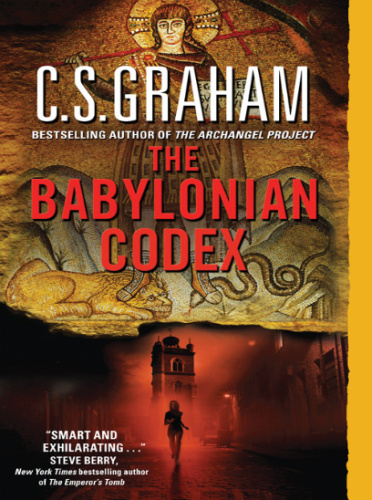 C.S.GRAHAM
BESTSELLING AUTHOR OF THE ARCHANGEL PROJECT
THE
BABYLONIAN
CODEX
"SMART AND
EXHILARATING..."
STEVE BERRY,
New York Times bestselling author
of The Emperor's Tomb